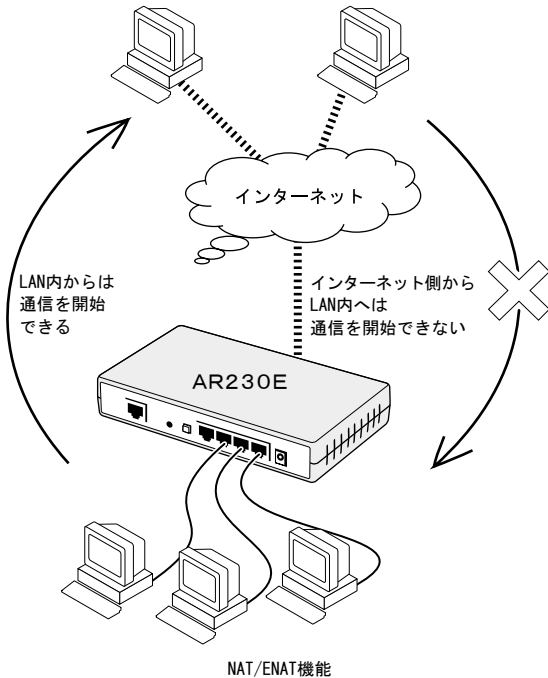 インターネット
LAN内からは
通信を開始
できる
インターネット側から
LAN内へは
通信を開始できない
AR230E
NAT/ENAT機能